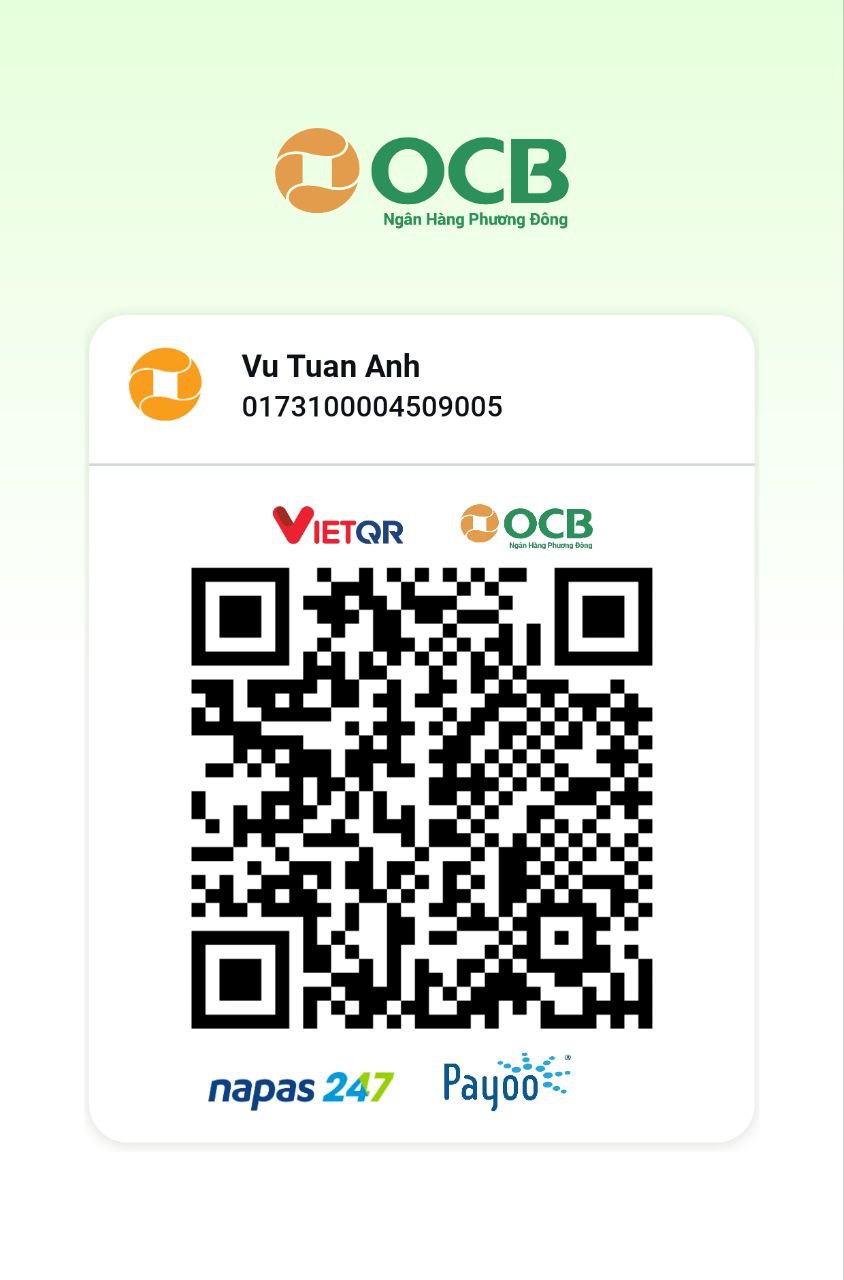 OCB
Ngân Hàng Phương Đông
Vu Tuan Anh
0173100004509005
VIETQR
OCB
Ngân Hàng Phương Đông
napas 247
Payoo®